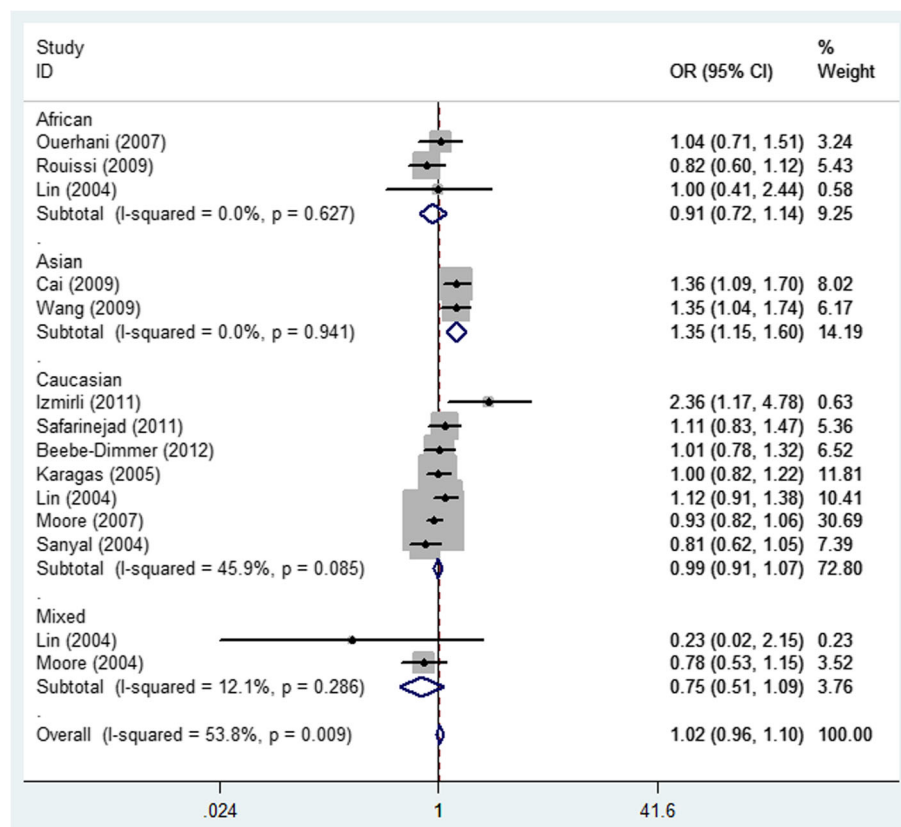 Study %
ID OR (95% CI) Weight
African
Ouerhani (2007) 1.04 (0.71, 1.51) 3.24
Rouissi (2009) 0.82 (0.60, 1.12) 5.43
Lin (2004) 1.00 (0.41, 2.44) 0.58
Subtotal (I-squared = 0.0%, p = 0.627) 0.91 (0.72, 1.14) 9.25
.
Asian
Cai (2009) 1.36 (1.09, 1.70) 8.02
Wang (2009) 1.35 (1.04, 1.74) 6.17
Subtotal (I-squared = 0.0%, p = 0.941) 1.35 (1.15, 1.60) 14.19
.
Caucasian
Izmirli (2011) 2.36 (1.17, 4.78) 0.63
Safarinejad (2011) 1.11 (0.83, 1.47) 5.36
Beebe-Dimmer (2012) 1.01 (0.78, 1.32) 6.52
Karagas (2005) 1.00 (0.82, 1.22) 11.81
Lin (2004) 1.12 (0.91, 1.38) 10.41
Moore (2007) 0.93 (0.82, 1.06) 30.69
Sanyal (2004) 0.81 (0.62, 1.05) 7.39
Subtotal (I-squared = 45.9%, p = 0.085) 0.99 (0.91, 1.07) 72.80
.
Mixed
Lin (2004) 0.23 (0.02, 2.15) 0.23
Moore (2004) 0.78 (0.53, 1.15) 3.52
Subtotal (I-squared = 12.1%, p = 0.286) 0.75 (0.51, 1.09) 3.76
.
Overall (I-squared = 53.8%, p = 0.009) 1.02 (0.96, 1.10) 100.00
.024 1 41.6